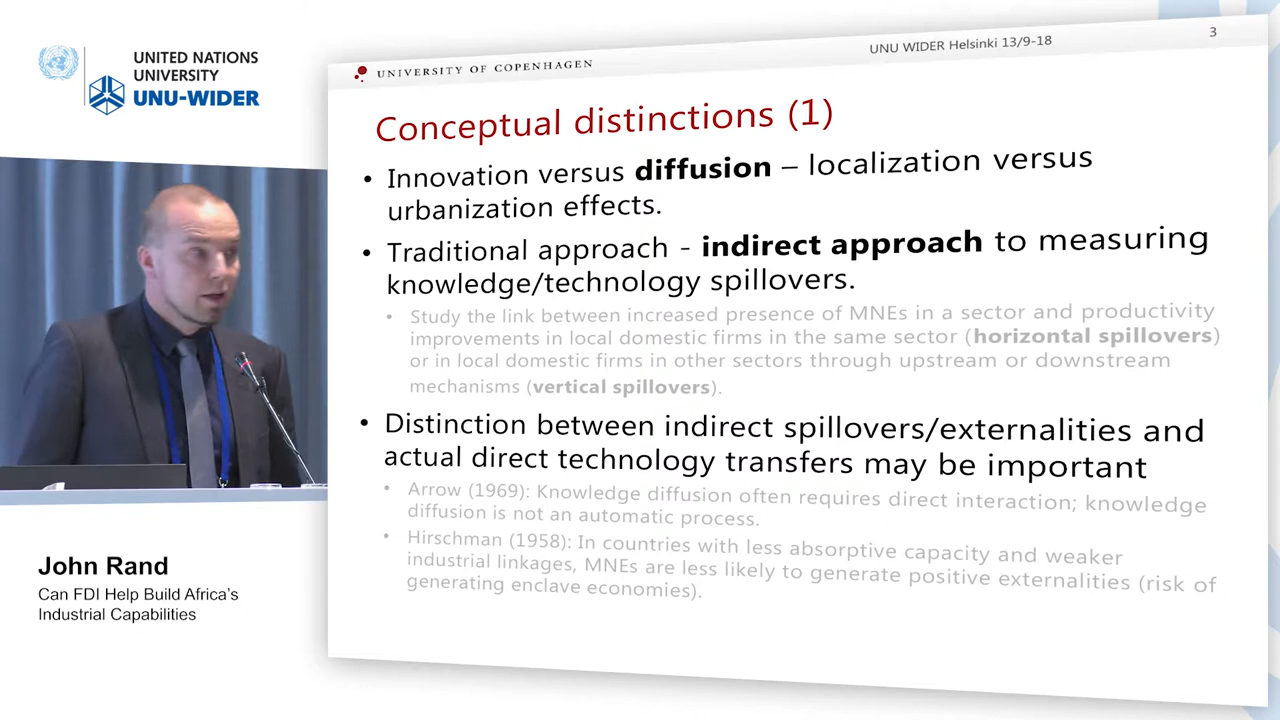 UNITED NATIONS
UNIVERSITY
UNU-WIDER
John Rand
Can FDI Help Build Africa's
Industrial Capabilities
UNIVERSITY OF COPENHAGEN
UNU WIDER Helsinki 13/9-18
3
Conceptual distinctions (1)
• Innovation versus diffusion – localization versus
urbanization effects.
• Traditional approach - indirect approach to measuring
knowledge/technology spillovers.
• Study the link between increased presence of MNEs in a sector and productivity
improvements in local domestic firms in the same sector (horizontal spillovers)
or in local domestic firms in other sectors through upstream or downstream
mechanisms (vertical spillovers).
• Distinction between indirect spillovers/externalities and
actual direct technology transfers may be important
• Arrow (1969): Knowledge diffusion often requires direct interaction; knowledge
diffusion is not an automatic process.
• Hirschman (1958): In countries with less absorptive capacity and weaker
industrial linkages, MNEs are less likely to generate positive externalities (risk of
generating enclave economies).